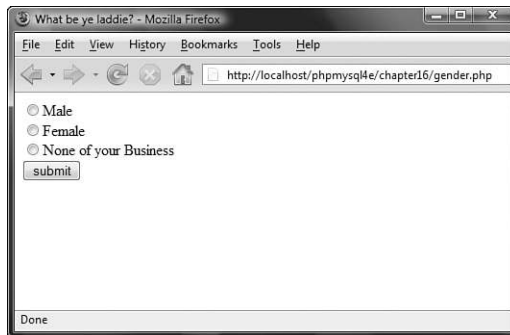 What be ye laddie? - Mozilla Firefox
File Edit View History Bookmarks Tools Help
http://localhost/phpmysql4e/chapter16/gender.php
Male
Female
None of your Business
submit
Done